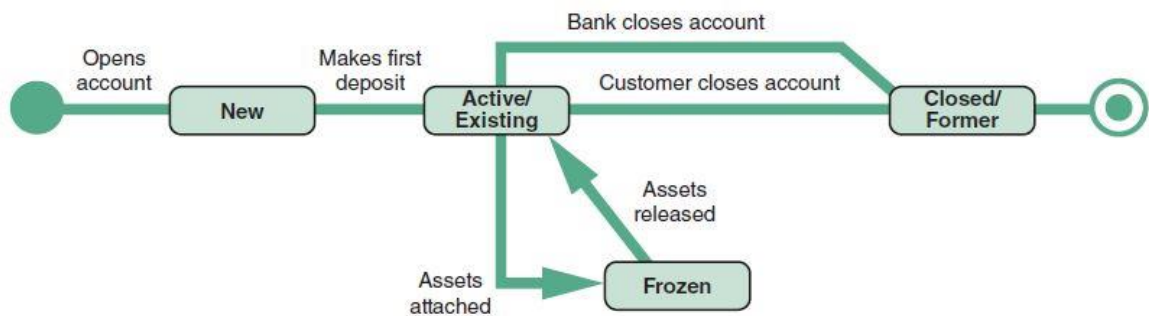 Bank closes account
Opens
account
Makes first
deposit
Customer closes account
New
Active/
Existing
Closed/
Former
Assets
released
Assets
attached
Frozen